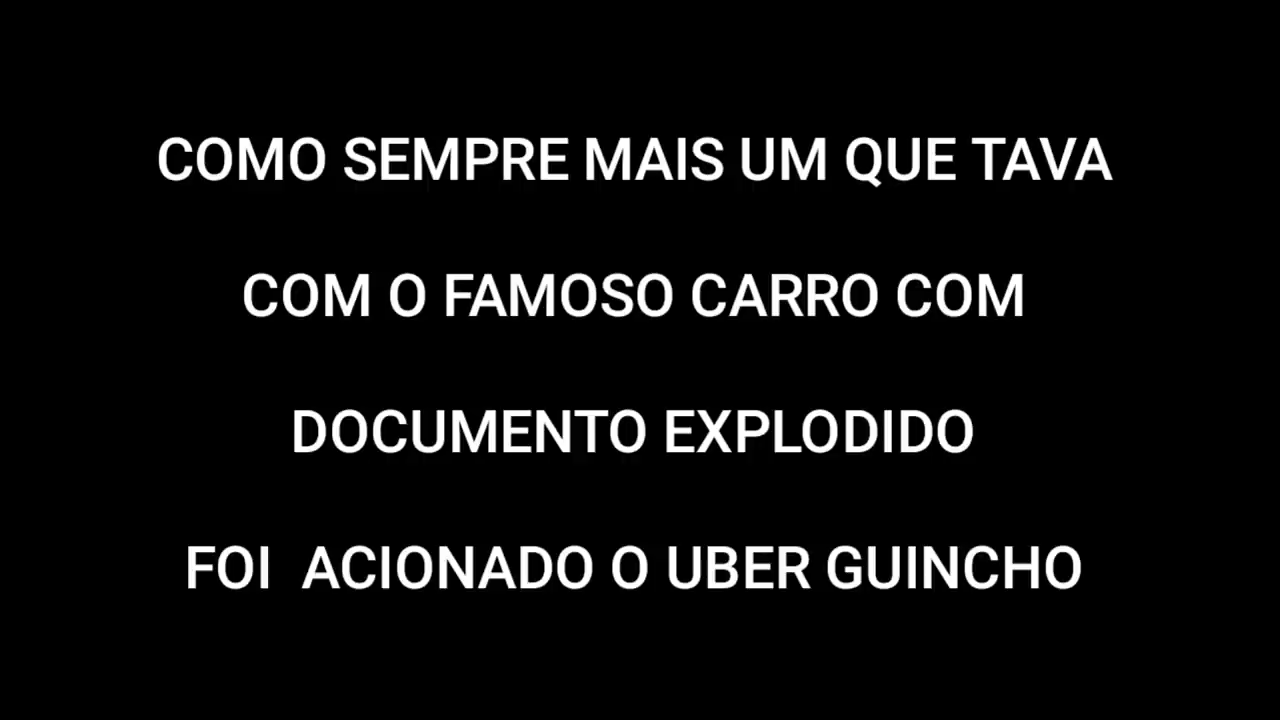 COMO SEMPRE MAIS UM QUE TAVA
COM O FAMOSO CARRO COM
DOCUMENTO EXPLODIDO
FOI  ACIONADO O UBER GUINCHO